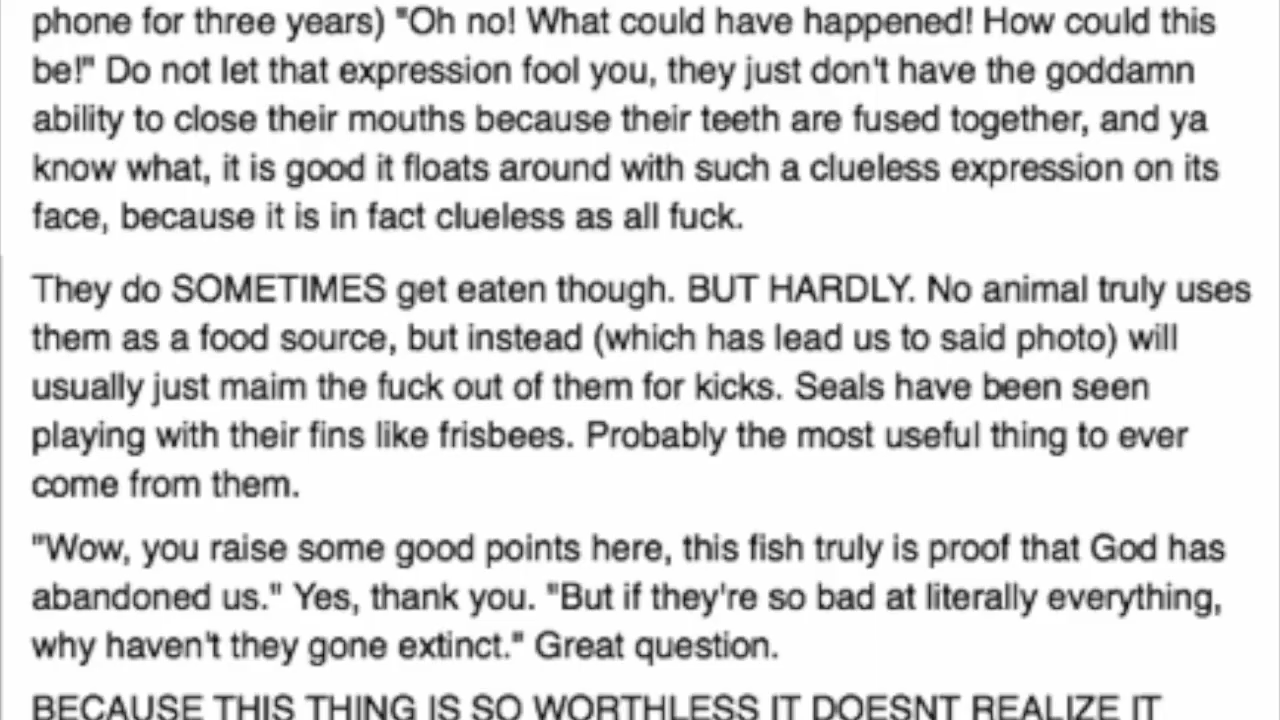 phone for three years) "Oh no! What could have happened! How could this
be!" Do not let that expression fool you, they just don't have the goddamn
ability to close their mouths because their teeth are fused together, and ya
know what, it is good it floats around with such a clueless expression on its
face, because it is in fact clueless as all fuck.
They do SOMETIMES get eaten though. BUT HARDLY. No animal truly uses
them as a food source, but instead (which has lead us to said photo) will
usually just maim the fuck out of them for kicks. Seals have been seen
playing with their fins like frisbees. Probably the most useful thing to ever
come from them.
"Wow, you raise some good points here, this fish truly is proof that God has
abandoned us." Yes, thank you. "But if they're so bad at literally everything,
why haven't they gone extinct." Great question.
BECAUSE THIS THING IS SO WORTHLESS IT DOESNT REALIZE IT